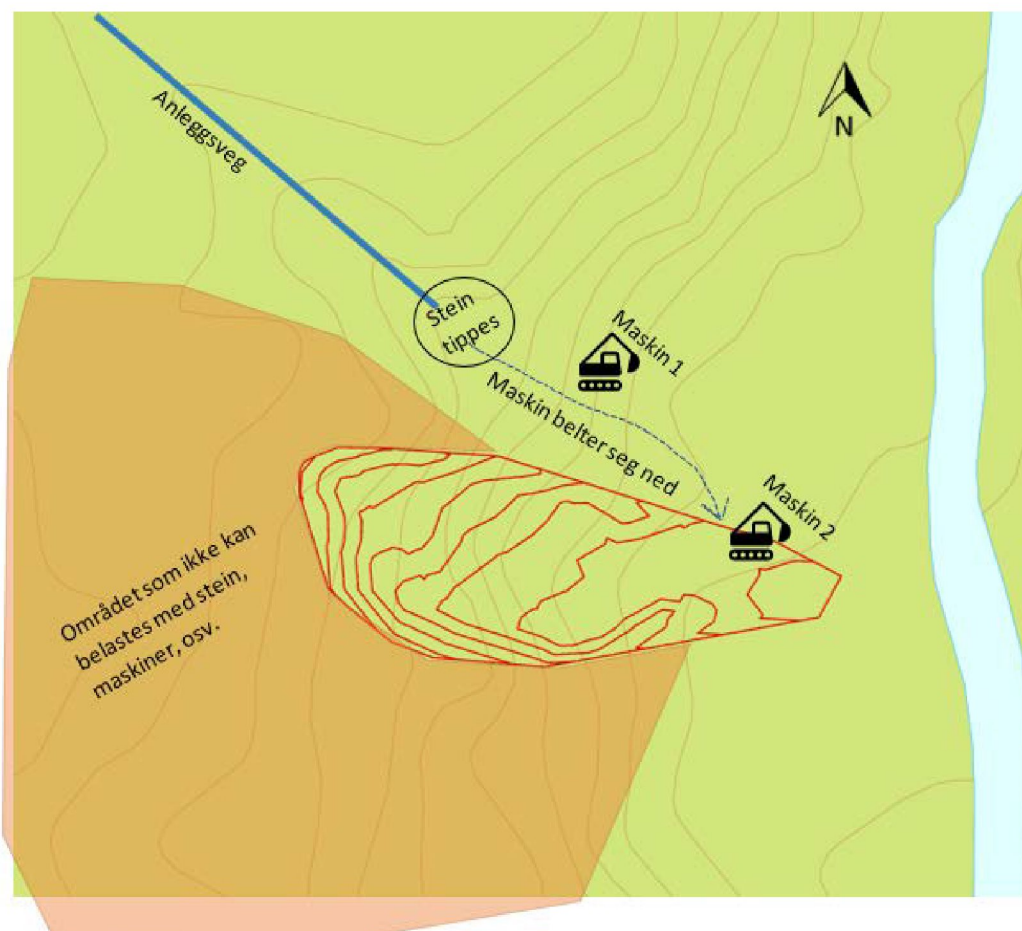 Anleggsveg
N
Stein
tippes
Maskin 1
Maskin belter seg ned
Maskin 2
Området som ikke kan
belastes med stein,
maskiner, osv.